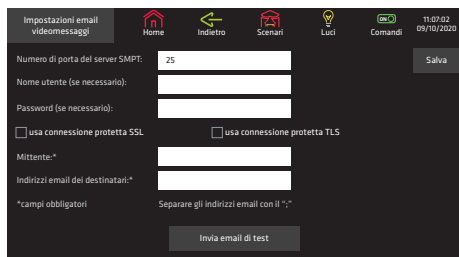 Impostazioni email
videomessaggi
Home
Indietro
Scenari
Luci
ON
Comandi
11:07:02
09/10/2020
Numero di porta del server SMPT:
25
Salva
Nome utente (se necessario):
Password (se necessario):
usa connessione protetta SSL
usa connessione protetta TLS
Mittente:*
Indirizzi email dei destinatari:*
*campi obbligatori
Separare gli indirizzi email con il ";"
Invia email di test